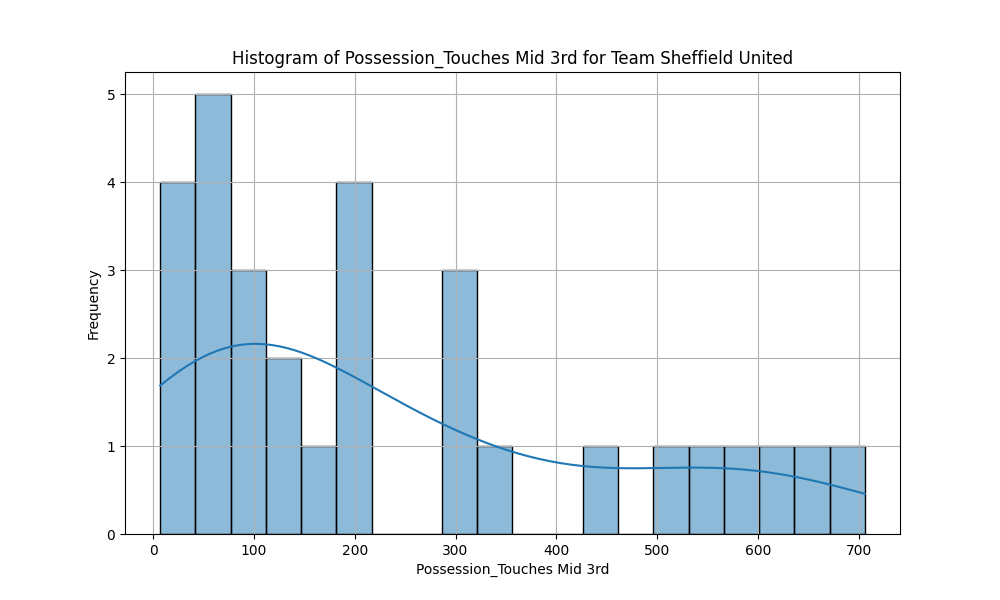 Histogram of Possession_Touches Mid 3rd for Team Sheffield United
5
4
3
2
1
0
Frequency
0 100 200 300 400 500 600 700
Possession_Touches Mid 3rd